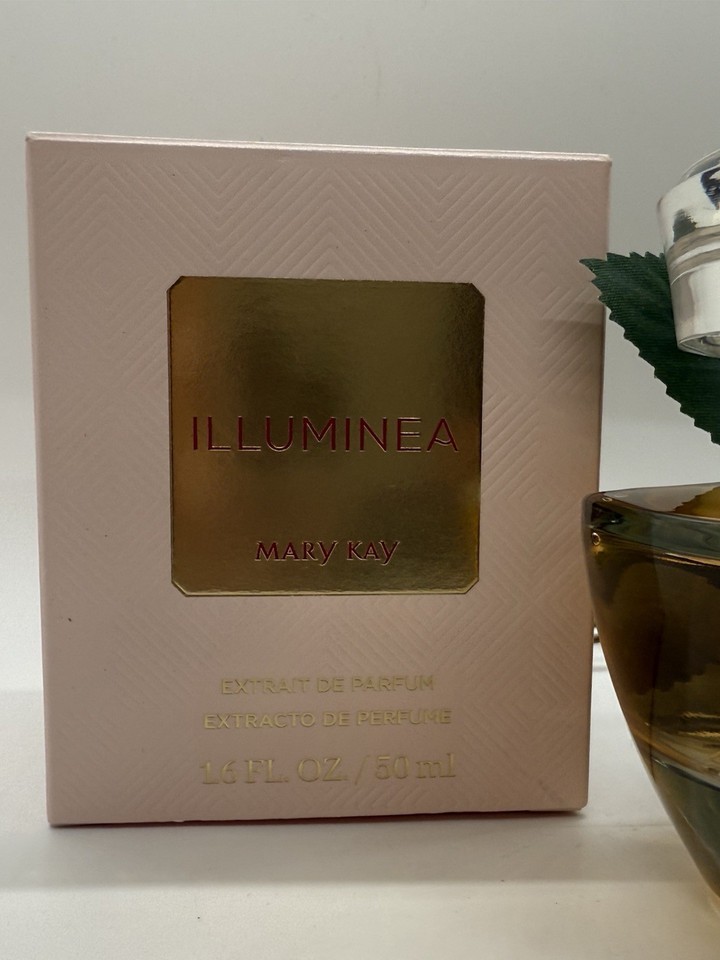 ILLUMINEA
MARY KAY
EXTRAIT DE PARFUM
EXTRACTO DE PERFUME
1.6 FL. OZ. / 50 ml